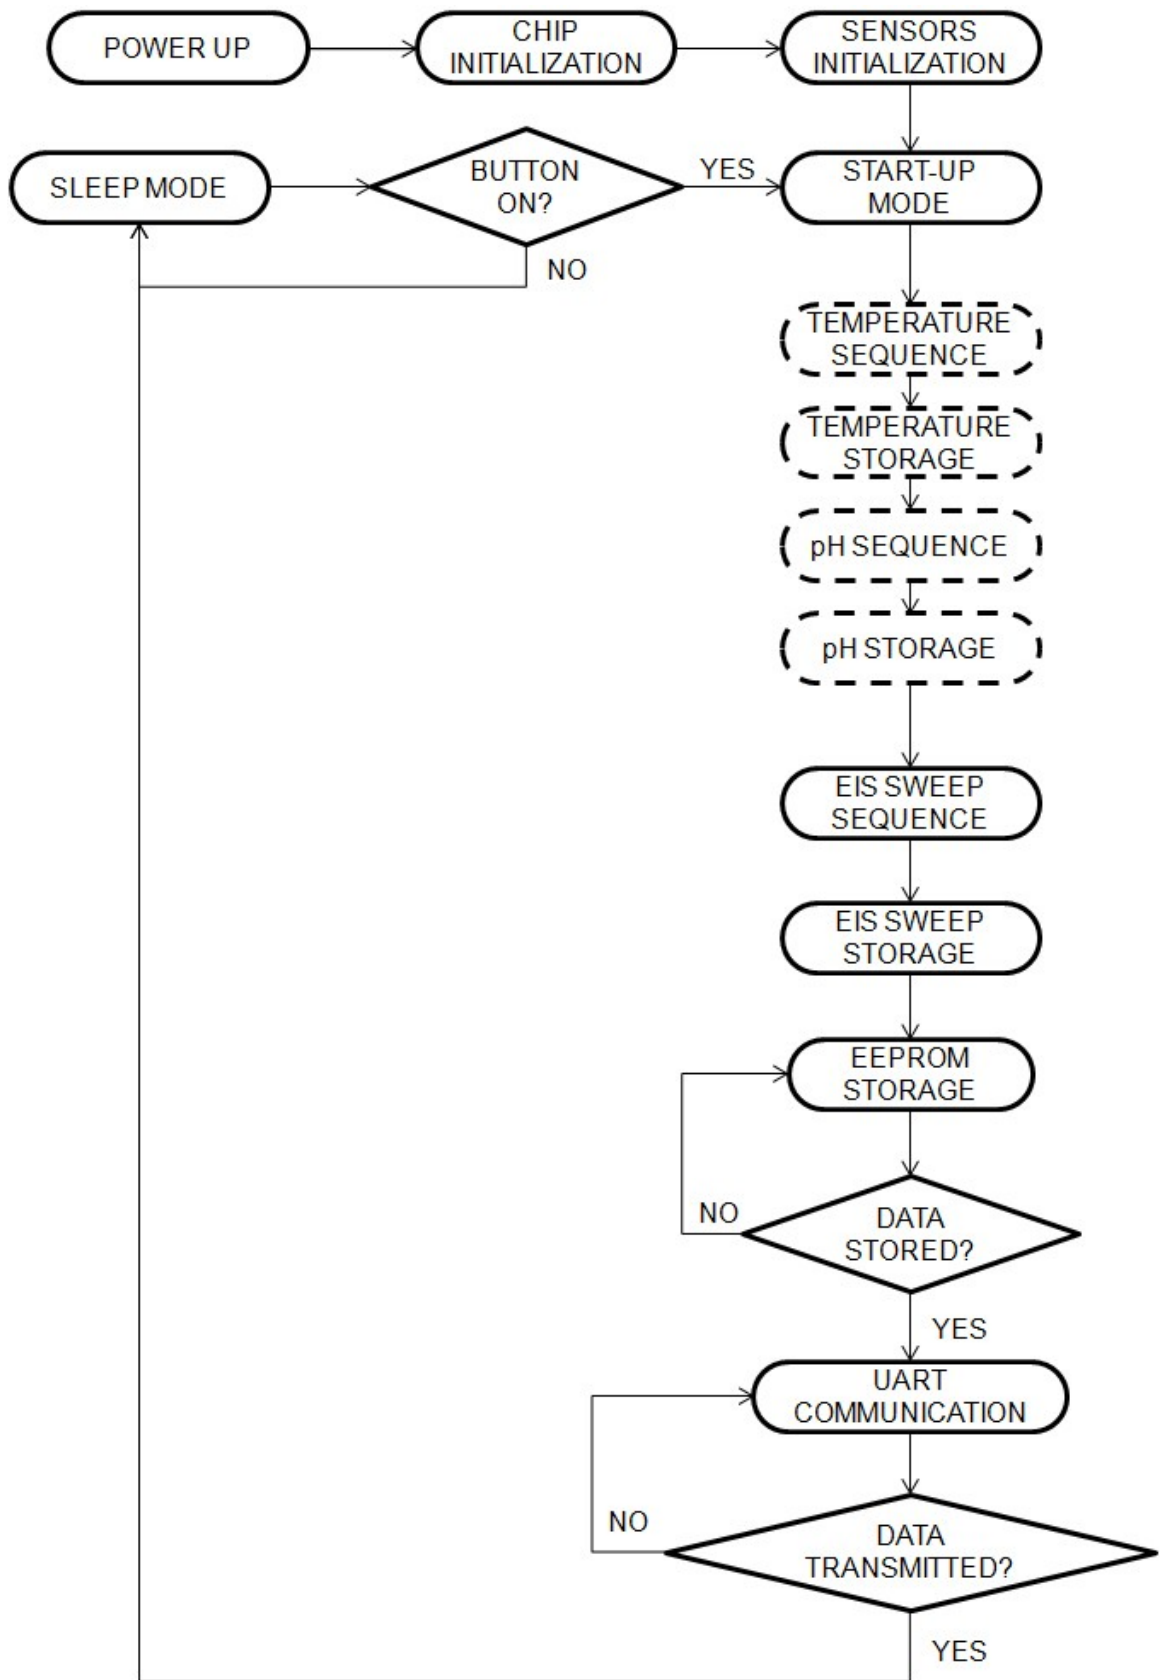 POWER UP
CHIP
INITIALIZATION
SENSORS
INITIALIZATION
SLEEP MODE
BUTTON
ON?
YES
START-UP
MODE
NO
TEMPERATURE
SEQUENCE
TEMPERATURE
STORAGE
pH SEQUENCE
pH STORAGE
EIS SWEEP
SEQUENCE
EIS SWEEP
STORAGE
EEPROM
STORAGE
NO
DATA
STORED?
YES
UART
COMMUNICATION
NO
DATA
TRANSMITTED?
YES